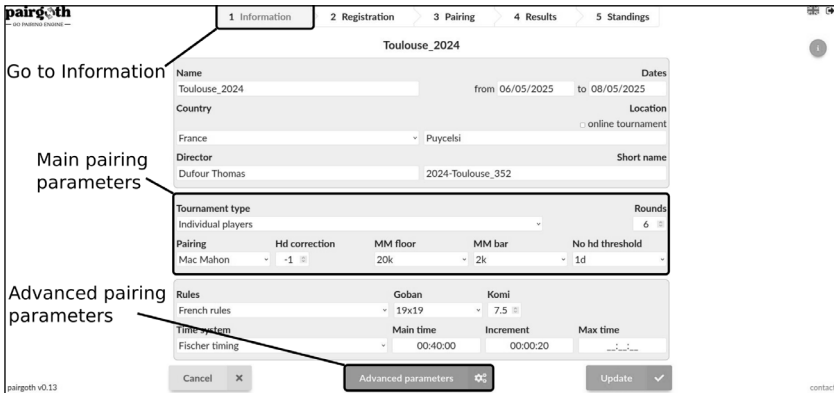 pairgoth
— GO PAIRING ENGINE —
1 Information
2 Registration
3 Pairing
4 Results
5 Standings
Toulouse_2024
i
Go to Information
Name
Dates
Toulouse_2024
from 06/05/2025 to 08/05/2025
Country
Location
online tournament
France
Puycelsi
Director
Short name
Dufour Thomas
2024-Toulouse_352
Main pairing
parameters
Tournament type
Rounds
Individual players
6
Pairing
Hd correction
MM floor
MM bar
No hd threshold
Mac Mahon
-1
20k
2k
1d
Advanced pairing
parameters
Rules
Goban
Komi
French rules
19x19
7.5
Time system
Main time
Increment
Max time
Fischer timing
00:40:00
00:00:20
__:__:__
Cancel
Advanced parameters
Update
pairgoth v0.13
contact